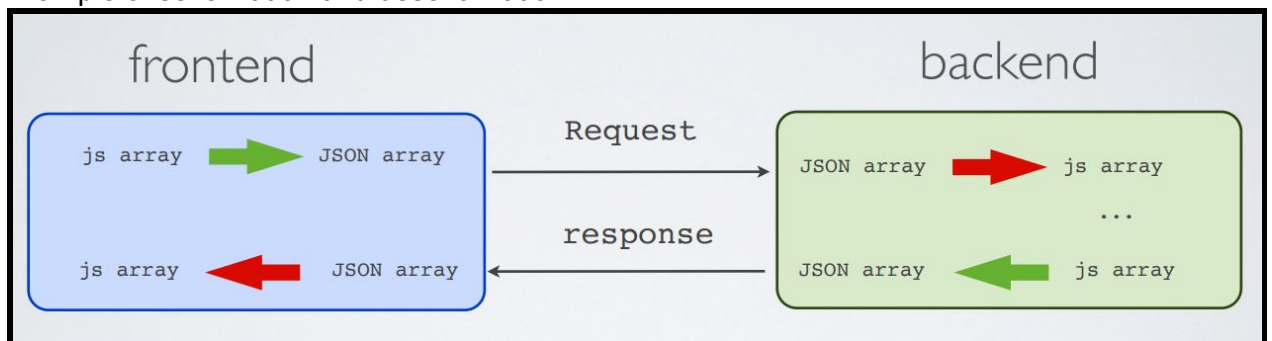 frontend
backend
js array JSON array
Request
JSON array js array
...
response
js array JSON array
JSON array js array